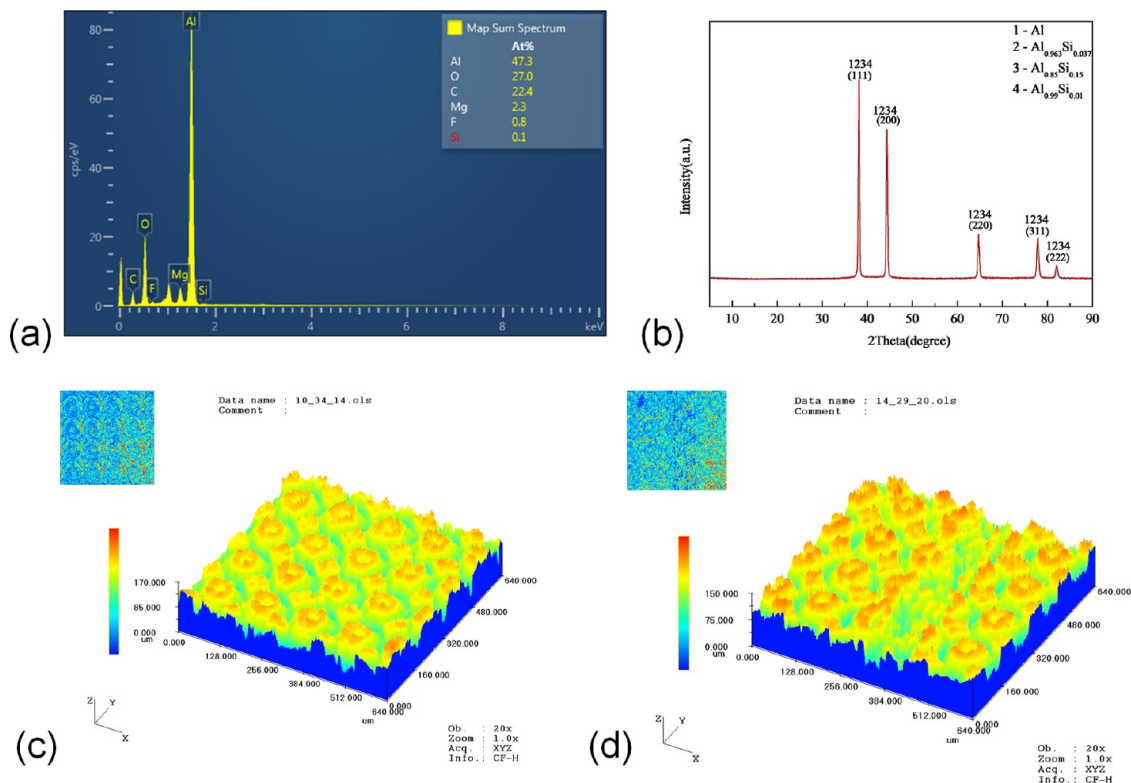 80
60
40
20
0
cps/eV
Al
O
C
F
Mg
Si
0
2
4
6
8
keV
Map Sum Spectrum
At%
Al 47.3
O 27.0
C 22.4
Mg 2.3
F 0.8
Si 0.1
(a)
1 - Al
2 - Al0.963Si0.037
3 - Al0.85Si0.15
4 - Al0.99Si0.01
1234
(111)
1234
(200)
1234
(220)
1234
(311)
1234
(222)
Intensity(a.u.)
10 20 30 40 50 60 70 80 90
2Theta(degree)
(b)
Data name : 10_34_14.ols
Comment :
170.000
85.000
0.000
um
0.000
128.000
256.000
384.000
512.000
640.000
um
0.000
160.000
320.000
480.000
640.000
Z
Y
X
Ob. : 20x
Zoom : 1.0x
Acq. : XYZ
Info. : CF-H
(c)
Data name : 14_29_20.ols
Comment :
150.000
75.000
0.000
um
0.000
128.000
256.000
384.000
512.000
640.000
um
0.000
160.000
320.000
480.000
640.000
Z
Y
X
Ob. : 20x
Zoom : 1.0x
Acq. : XYZ
Info. : CF-H
(d)